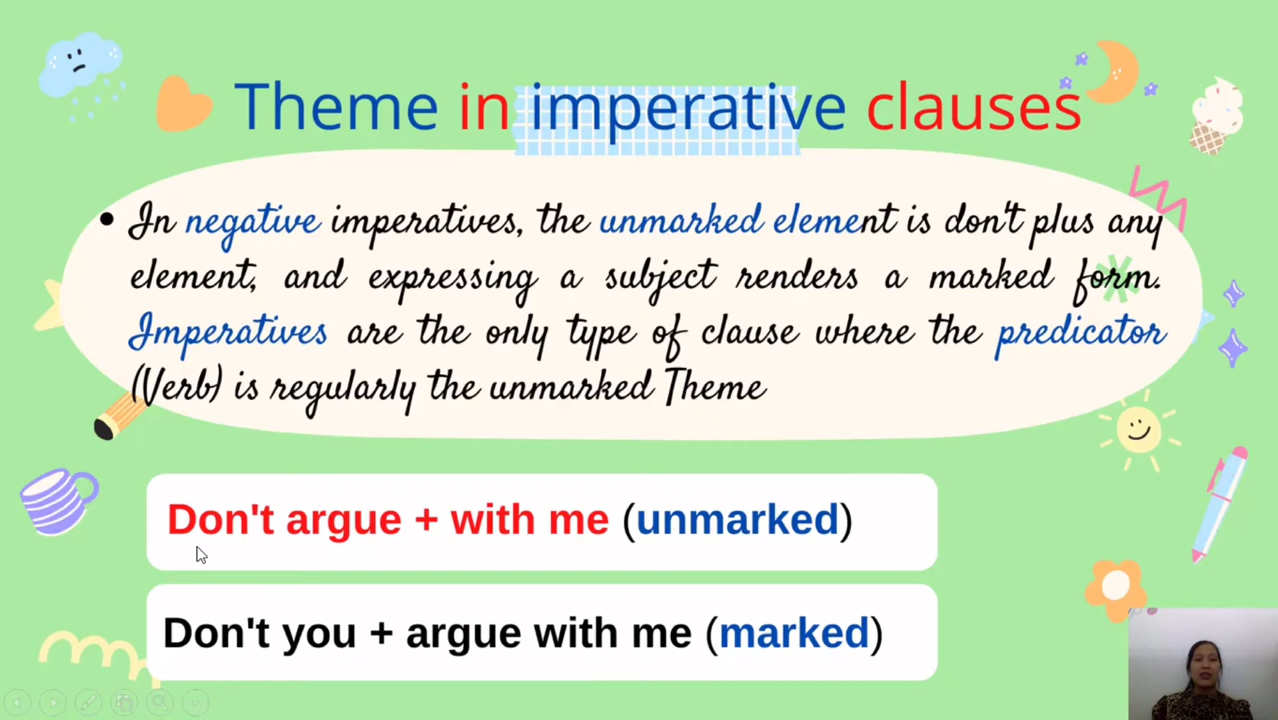 Theme in imperative clauses
• In negative imperatives, the unmarked element is don't plus any
element, and expressing a subject renders a marked form.
Imperatives are the only type of clause where the predicator
(Verb) is regularly the unmarked Theme
Don't argue + with me (unmarked)
Don't you + argue with me (marked)